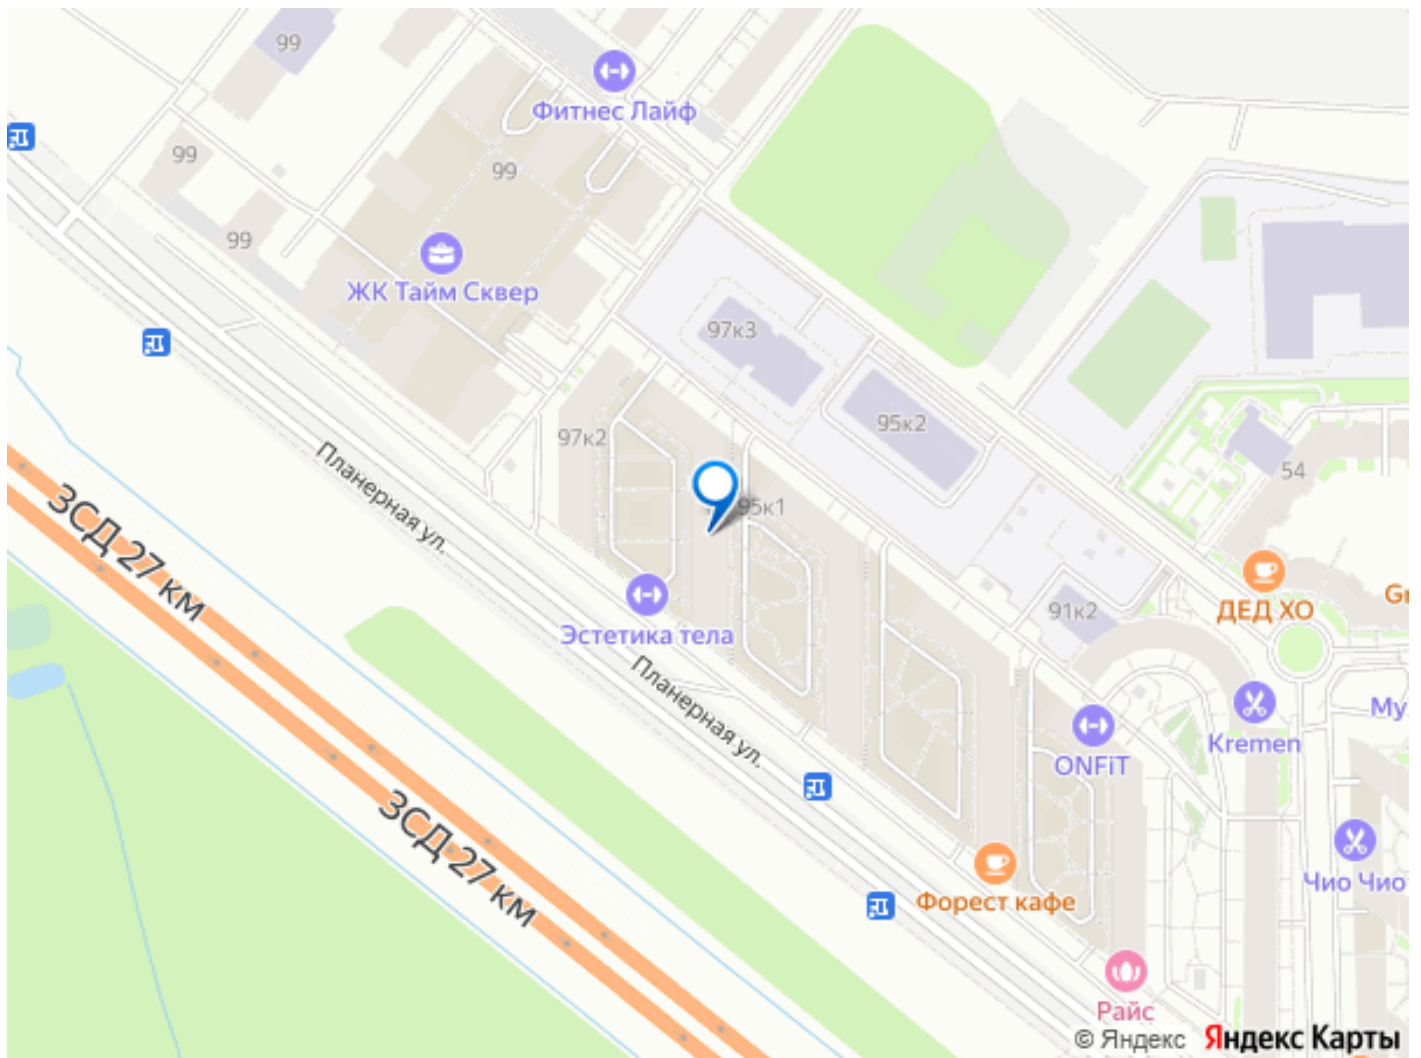 99
Фитнес Лайф
99
99
99
ЖК Тайм Сквер
97к3
95к2
97к2
54
Планерная ул.
95к1
ЗСД 27 км
ДЕД ХО
Gr
91к2
Эстетика тела
Планерная ул.
Му
Kremen
ONFiT
ЗСД 27 км
Чио Чио
Форест кафе
Райс
© Яндекс Яндекс Карты